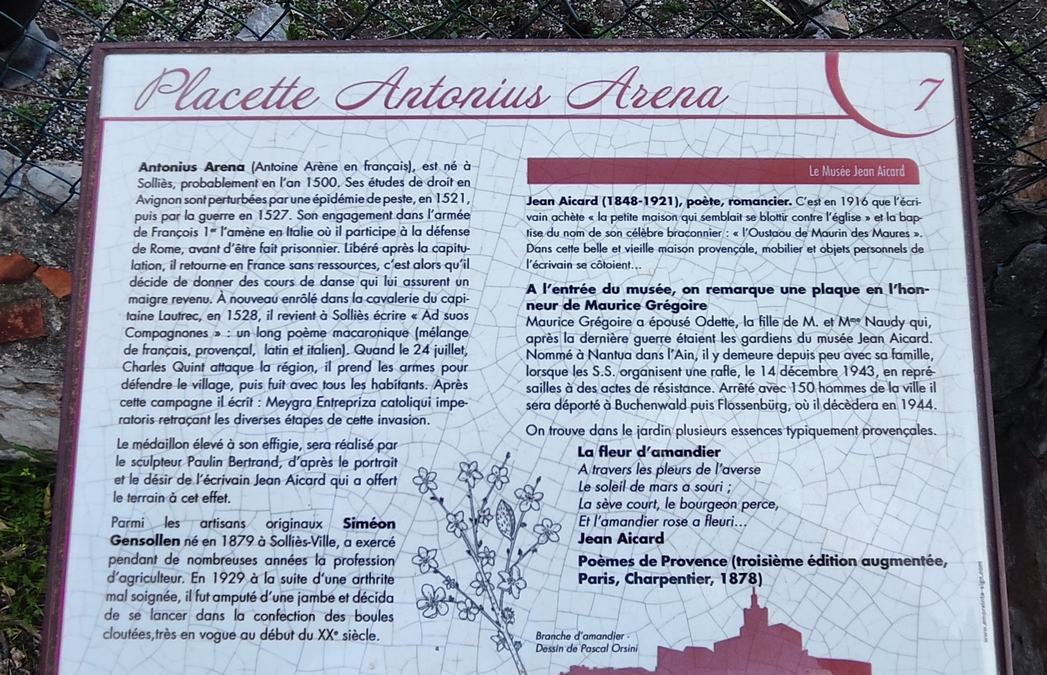 Placette Antonius Arena
7
Antonius Arena (Antoine Arène en français), est né à
Solliès, probablement en l'an 1500. Ses études de droit en
Avignon sont perturbées par une épidémie de peste, en 1521,
puis par la guerre en 1527. Son engagement dans l'armée
de François 1er l'amène en Italie où il participe à la défense
de Rome, avant d'être fait prisonnier. Libéré après la capitu-
lation, il retourne en France sans ressources, c'est alors qu'il
décide de donner des cours de danse qui lui assurent un
maigre revenu. À nouveau enrôlé dans la cavalerie du capi-
taine Lautrec, en 1528, il revient à Solliès écrire « Ad suos
Compagnones » : un long poème macaronique (mélange
de français, provençal, latin et italien). Quand le 24 juillet,
Charles Quint attaque la région, il prend les armes pour
défendre le village, puis fuit avec tous les habitants. Après
cette campagne il écrit : Meygra Entrepriza catoliqui impe-
ratoris retraçant les diverses étapes de cette invasion.
Le médaillon élevé à son effigie, sera réalisé par
le sculpteur Paulin Bertrand, d'après le portrait
et le désir de l'écrivain Jean Aicard qui a offert
le terrain à cet effet.
Parmi les artisans originaux Siméon
Gensollen né en 1879 à Solliès-Ville, a exercé
pendant de nombreuses années la profession
d'agriculteur. En 1929 à la suite d'une arthrite
mal soignée, il fut amputé d'une jambe et décida
de se lancer dans la confection des boules
cloutées,très en vogue au début du XXe siècle.
Le Musée Jean Aicard
Jean Aicard (1848-1921), poète, romancier. C'est en 1916 que l'écri-
vain achète « la petite maison qui semblait se blottir contre l'église » et la bap-
tise du nom de son célèbre braconnier : « l'Oustaou de Maurin des Maures ».
Dans cette belle et vieille maison provençale, mobilier et objets personnels de
l'écrivain se côtoient...
A l'entrée du musée, on remarque une plaque en l'hon-
neur de Maurice Grégoire
Maurice Grégoire a épousé Odette, la fille de M. et Mme Naudy qui,
après la dernière guerre étaient les gardiens du musée Jean Aicard.
Nommé à Nantua dans l'Ain, il y demeure depuis peu avec sa famille,
lorsque les S.S. organisent une rafle, le 14 décembre 1943, en repré-
sailles à des actes de résistance. Arrêté avec 150 hommes de la ville il
sera déporté à Buchenwald puis Flossenbürg, où il décèdera en 1944.
On trouve dans le jardin plusieurs essences typiquement provençales.
La fleur d'amandier
A travers les pleurs de l'averse
Le soleil de mars a souri ;
La sève court, le bourgeon perce,
Et l'amandier rose a fleuri...
Jean Aicard
Poèmes de Provence (troisième édition augmentée,
Paris, Charpentier, 1878)
Branche d'amandier -
Dessin de Pascal Orsini
www.empreinte-sign.com